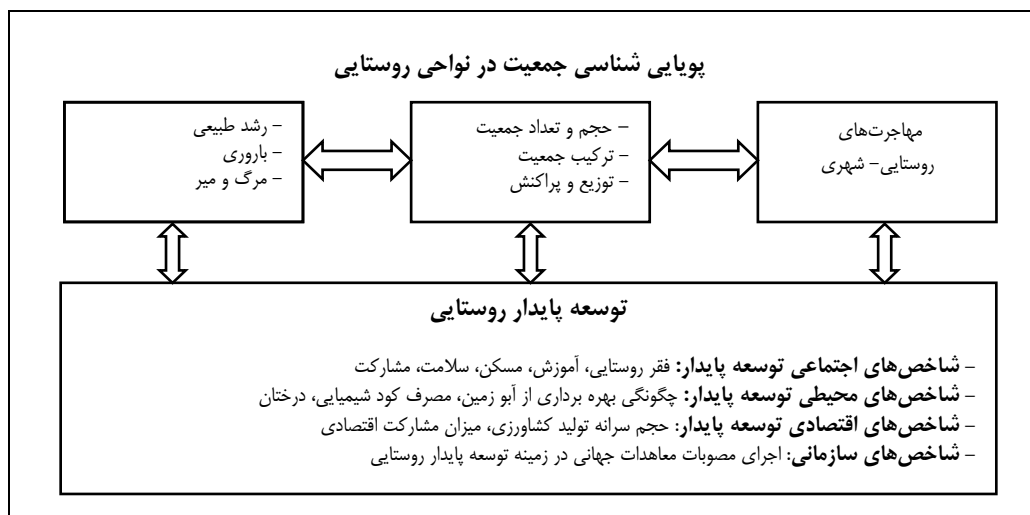 پویایی شناسی جمعیت در نواحی روستایی
مهاجرت‌های
روستایی- شهری
- حجم و تعداد جمعیت
- ترکیب جمعیت
- توزیع و پراکنش
- رشد طبیعی
- باروری
- مرگ و میر
توسعه پایدار روستایی
- شاخص‌های اجتماعی توسعه پایدار: فقر روستایی، آموزش، مسکن، سلامت، مشارکت
- شاخص‌های محیطی توسعه پایدار: چگونگی بهره برداری از آبو زمین، مصرف کود شیمیایی، درختان
- شاخص‌های اقتصادی توسعه پایدار: حجم سرانه تولید کشاورزی، میزان مشارکت اقتصادی
- شاخص‌های سازمانی: اجرای مصوبات معاهدات جهانی در زمینه توسعه پایدار روستایی